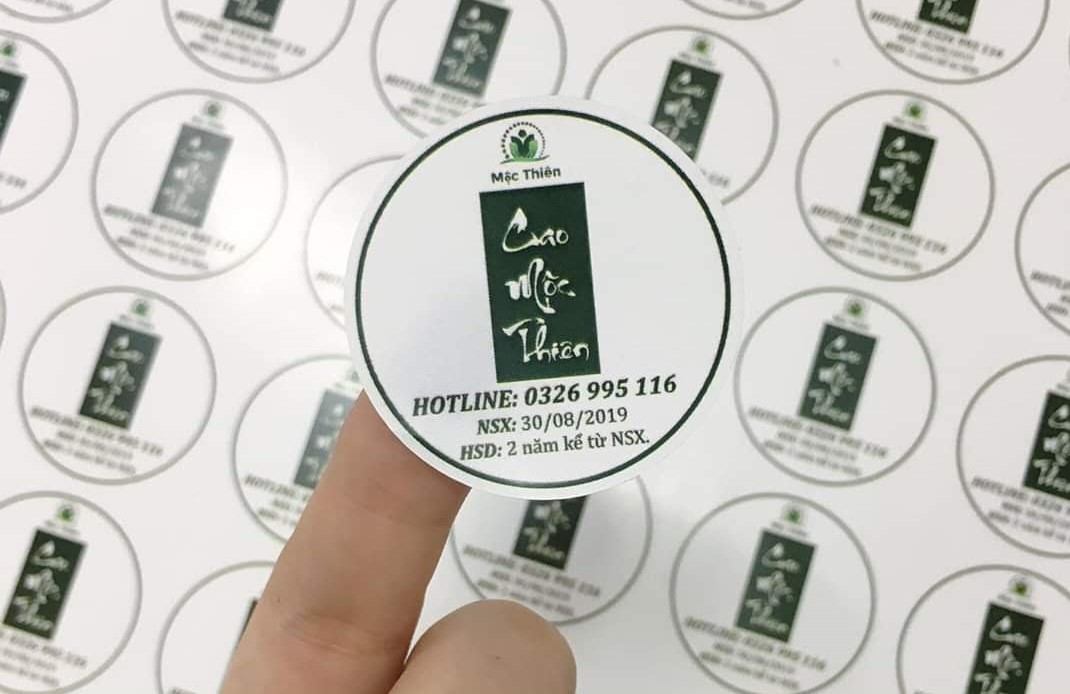 Mộc Thiên
Cao
Mộc
Thiên
HOTLINE: 0326 995 116
NSX: 30/08/2019
HSD: 2 năm kể từ NSX.